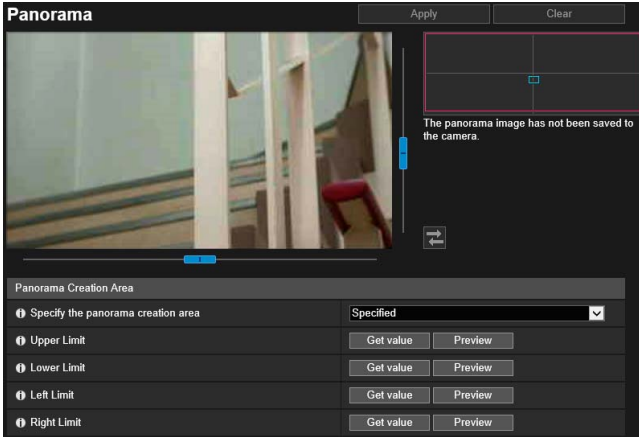 Panorama
Apply
Clear
The panorama image has not been saved to
the camera.
Panorama Creation Area
Specify the panorama creation area
Specified
Upper Limit
Get value
Preview
Lower Limit
Get value
Preview
Left Limit
Get value
Preview
Right Limit
Get value
Preview